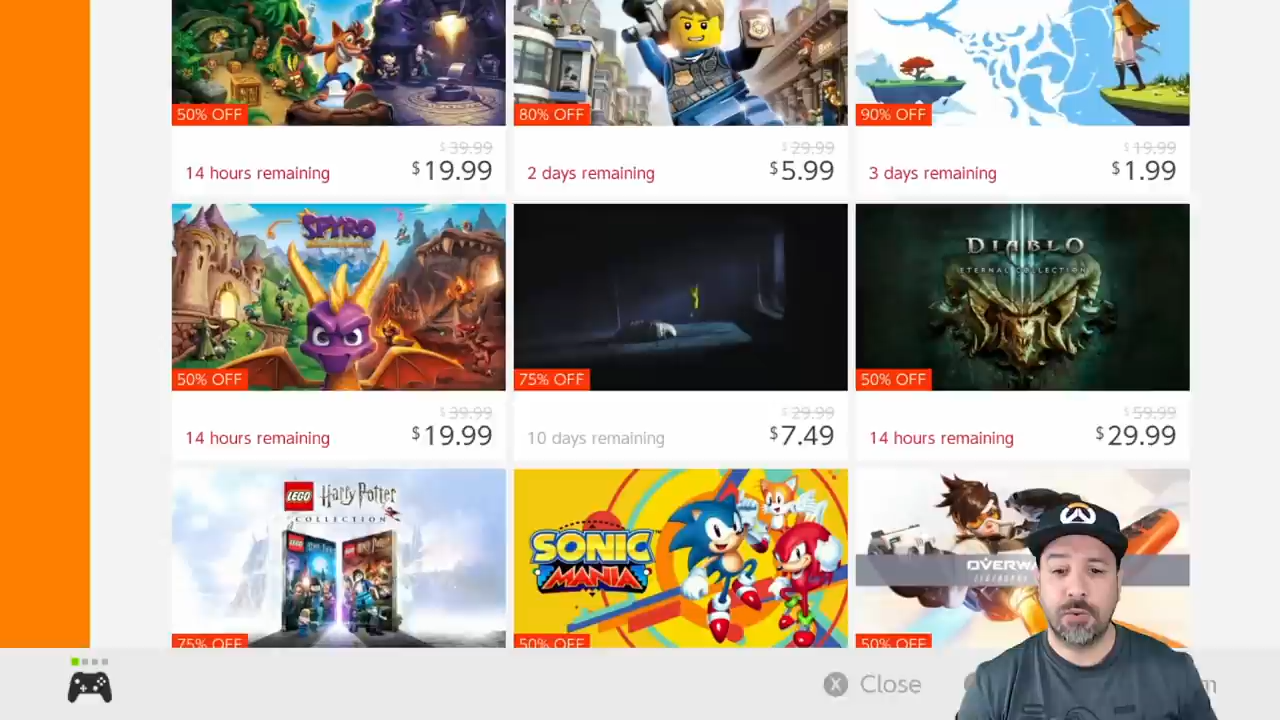 50% OFF
80% OFF
90% OFF
$39.99
14 hours remaining
$19.99
$29.99
2 days remaining
$5.99
$19.99
3 days remaining
$1.99
SPYRO
50% OFF
75% OFF
DIABLO
ETERNAL COLLECTION
50% OFF
$39.99
14 hours remaining
$19.99
$29.99
10 days remaining
$7.49
$59.99
14 hours remaining
$29.99
LEGO Harry Potter
COLLECTION
75% OFF
SONIC
MANIA
50% OFF
OVERWA
50% OFF
X Close